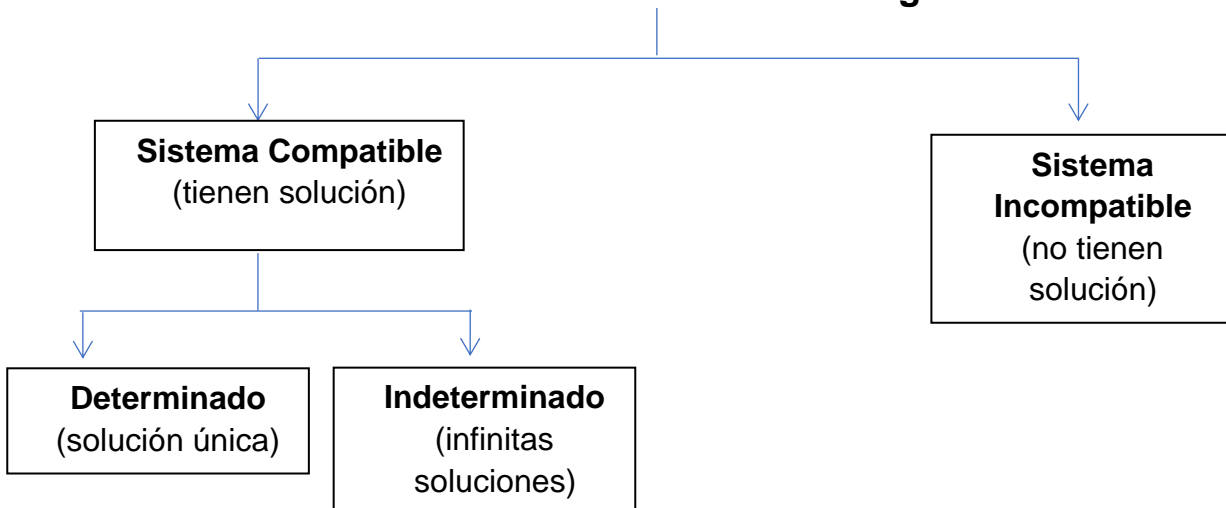 Sistema Compatible
(tienen solución)
Sistema
Incompatible
(no tienen
solución)
Determinado
(solución única)
Indeterminado
(infinitas
soluciones)